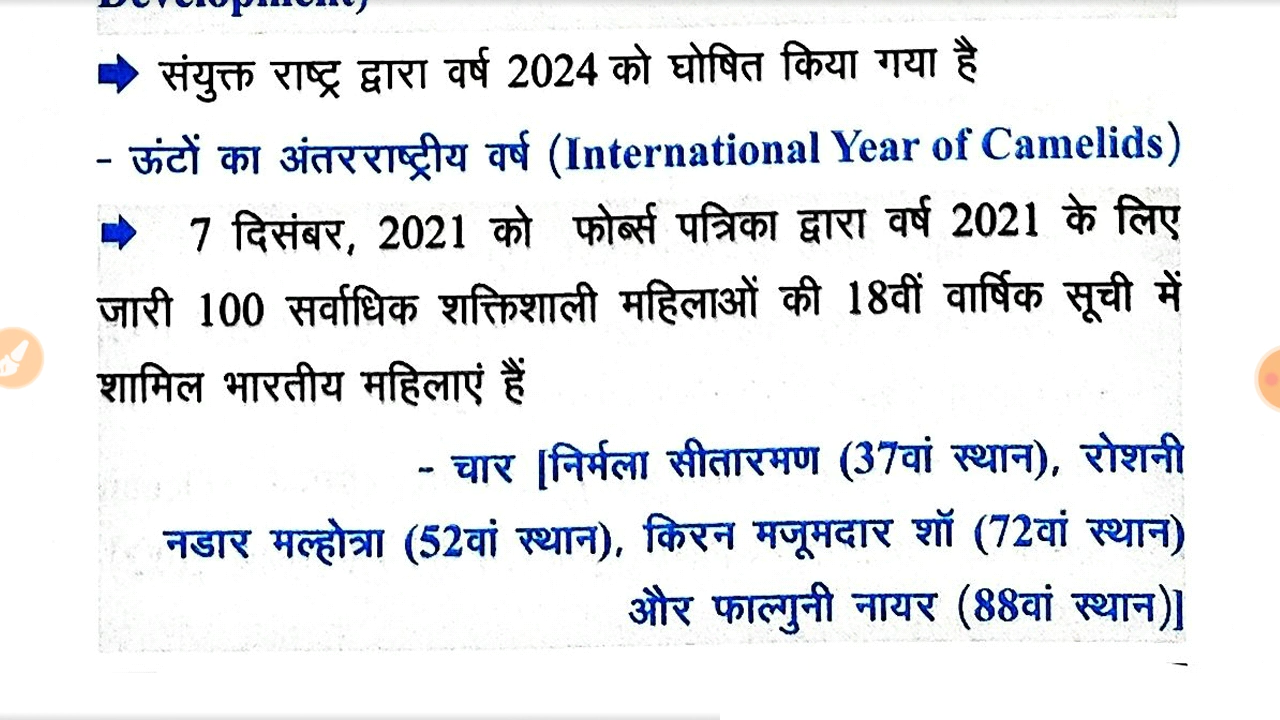 Development)
➡ संयुक्त राष्ट्र द्वारा वर्ष 2024 को घोषित किया गया है
- ऊंटों का अंतरराष्ट्रीय वर्ष (International Year of Camelids)
➡ 7 दिसंबर, 2021 को फोर्ब्स पत्रिका द्वारा वर्ष 2021 के लिए
जारी 100 सर्वाधिक शक्तिशाली महिलाओं की 18वीं वार्षिक सूची में
शामिल भारतीय महिलाएं हैं
- चार [निर्मला सीतारमण (37वां स्थान), रोशनी
नडार मल्होत्रा (52वां स्थान), किरन मजूमदार शॉ (72वां स्थान)
और फाल्गुनी नायर (88वां स्थान)]